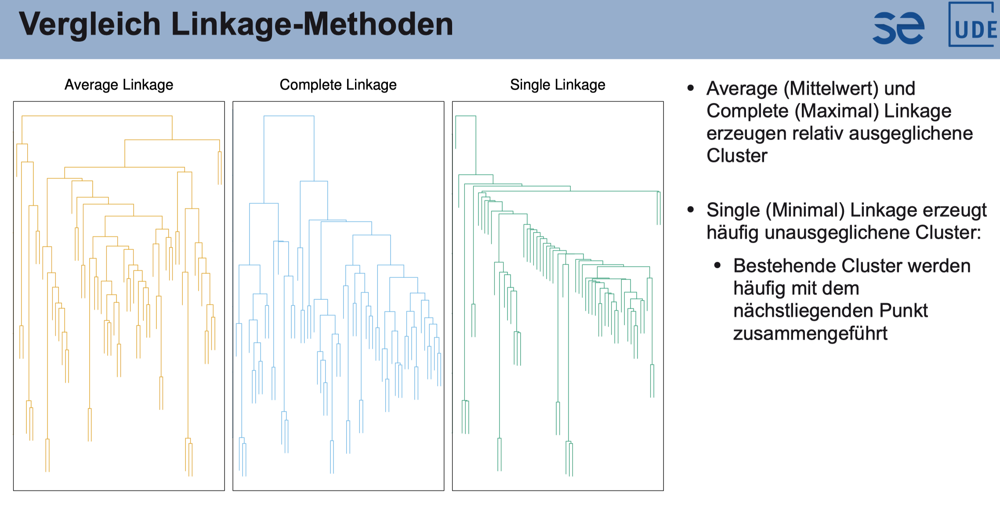 Vergleich Linkage-Methoden
se
UDE
Average Linkage
Complete Linkage
Single Linkage
• Average (Mittelwert) und
Complete (Maximal) Linkage
erzeugen relativ ausgeglichene
Cluster
• Single (Minimal) Linkage erzeugt
häufig unausgeglichene Cluster:
• Bestehende Cluster werden
häufig mit dem
nächstliegenden Punkt
zusammengeführt